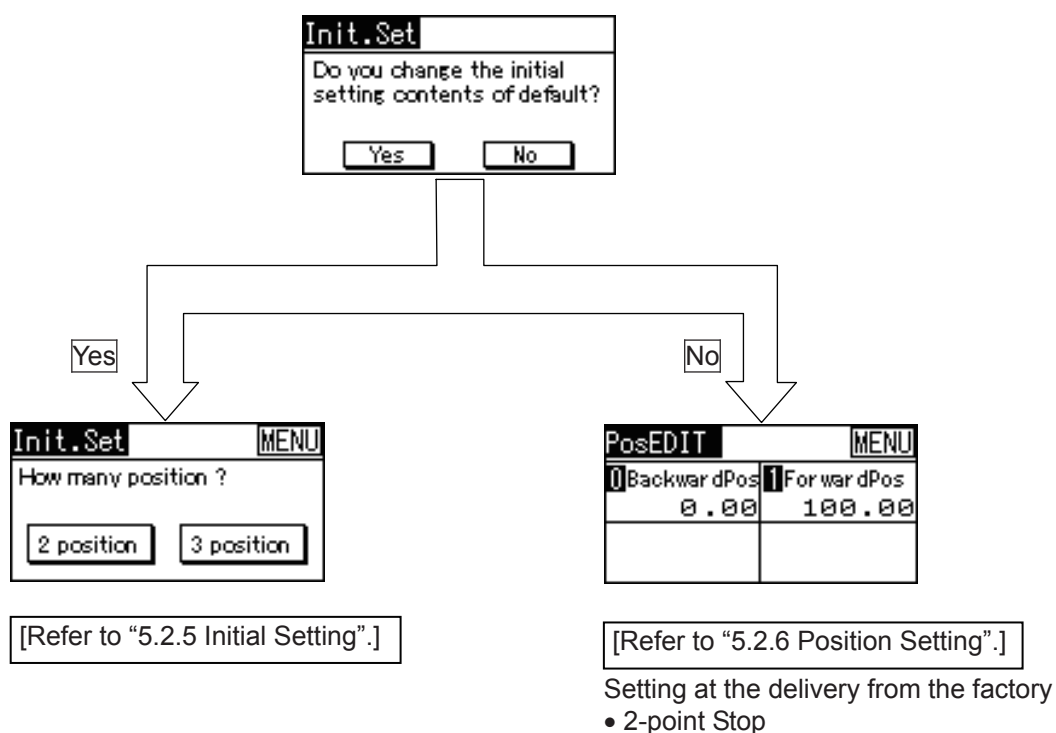 Init.Set
Do you change the initial
setting contents of default?
Yes No
Yes
No
Init.Set MENU
How many position ?
2 position 3 position
[Refer to “5.2.5 Initial Setting”.]
PosEDIT MENU
0 BackwardPos 1 ForwardPos
0.00 100.00
[Refer to “5.2.6 Position Setting”.]
Setting at the delivery from the factory
• 2-point Stop